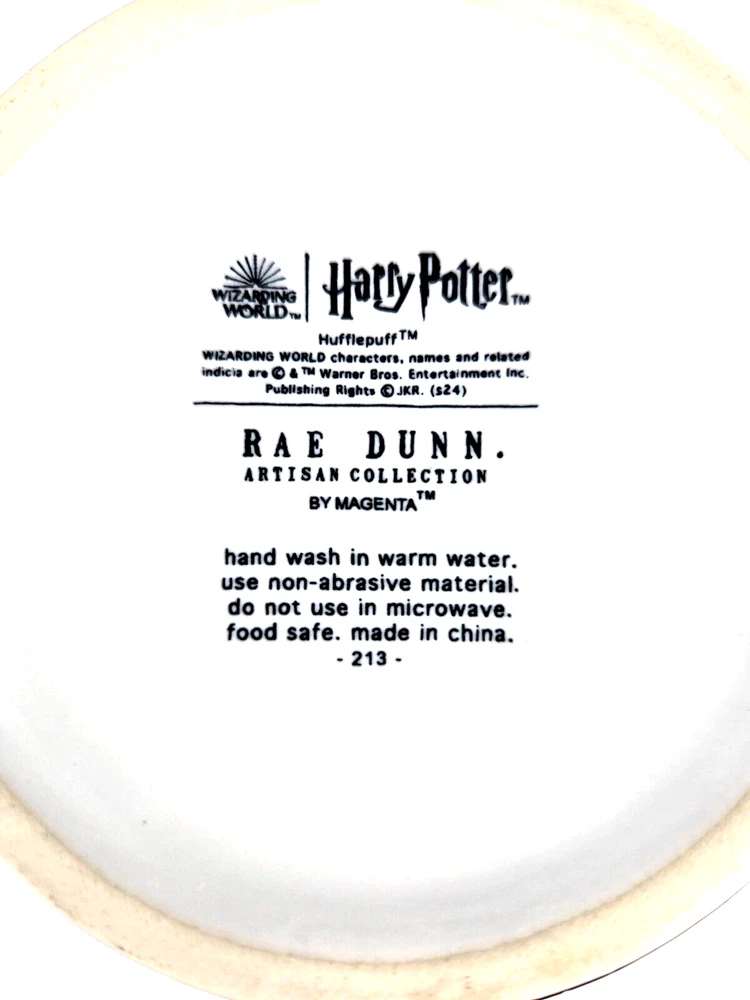 WIZARDING WORLD™ | Harry Potter™
Hufflepuff™
WIZARDING WORLD characters, names and related
indicia are © & ™ Warner Bros. Entertainment Inc.
Publishing Rights © JKR. (s24)
RAE DUNN.
ARTISAN COLLECTION
BY MAGENTA™
hand wash in warm water.
use non-abrasive material.
do not use in microwave.
food safe. made in china.
- 213 -